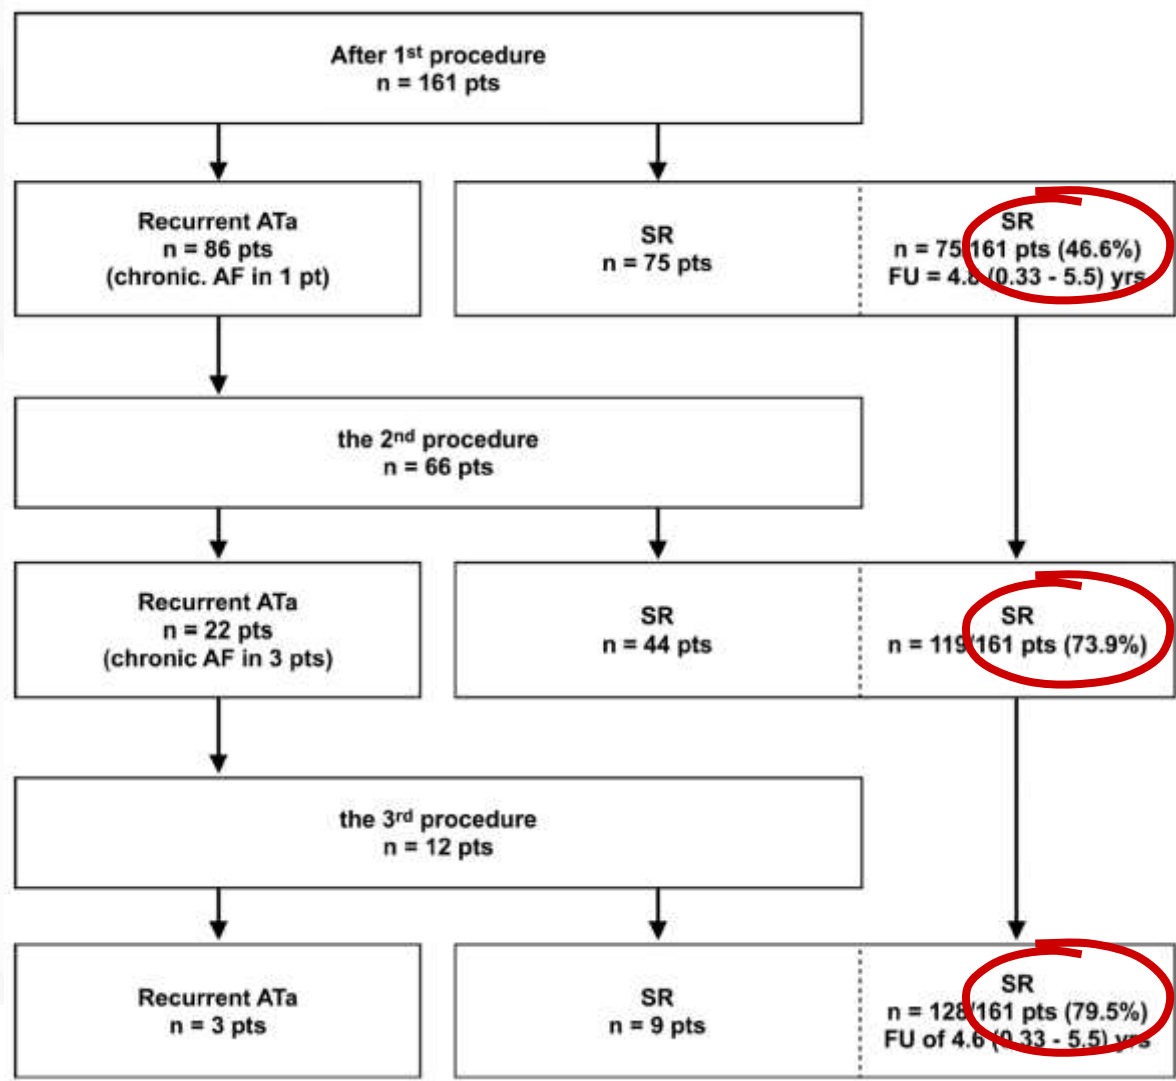 After 1st procedure
n = 161 pts
Recurrent ATa
n = 86 pts
(chronic. AF in 1 pt)
SR
n = 75 pts
SR
n = 75/161 pts (46.6%)
FU = 4.8 (0.33 - 5.5) yrs
the 2nd procedure
n = 66 pts
Recurrent ATa
n = 22 pts
(chronic AF in 3 pts)
SR
n = 44 pts
SR
n = 119/161 pts (73.9%)
the 3rd procedure
n = 12 pts
Recurrent ATa
n = 3 pts
SR
n = 9 pts
SR
n = 128/161 pts (79.5%)
FU of 4.6 (0.33 - 5.5) yrs